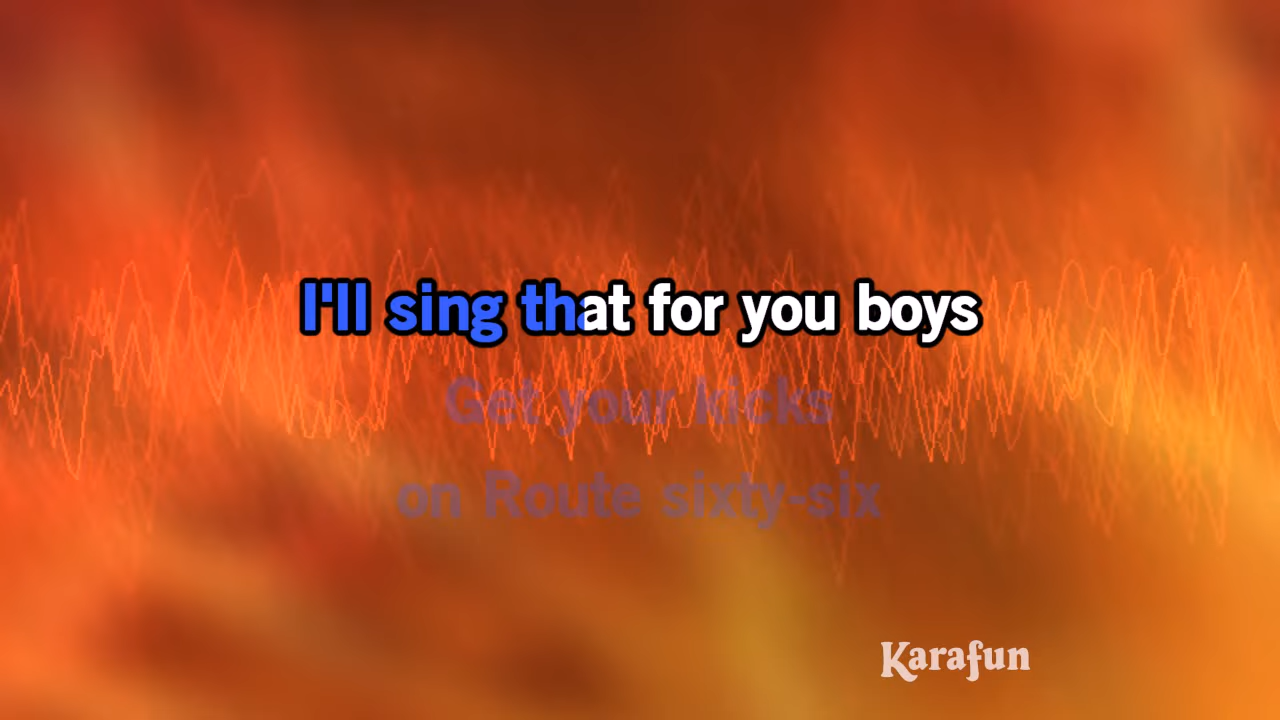 I'll sing that for you boys
Get your kicks
on Route sixty-six
Karafun